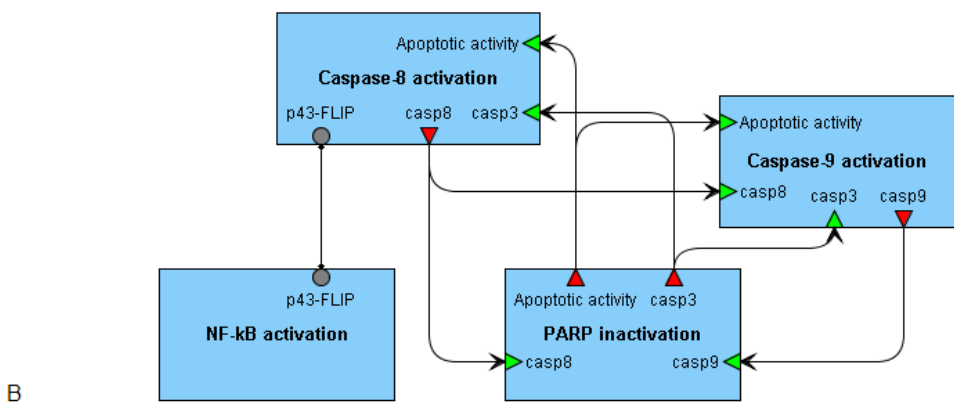 Apoptotic activity
Caspase-8 activation
p43-FLIP casp8 casp3
Apoptotic activity
Caspase-9 activation
casp8 casp3 casp9
p43-FLIP
NF-kB activation
Apoptotic activity casp3
PARP inactivation
casp8 casp9
B